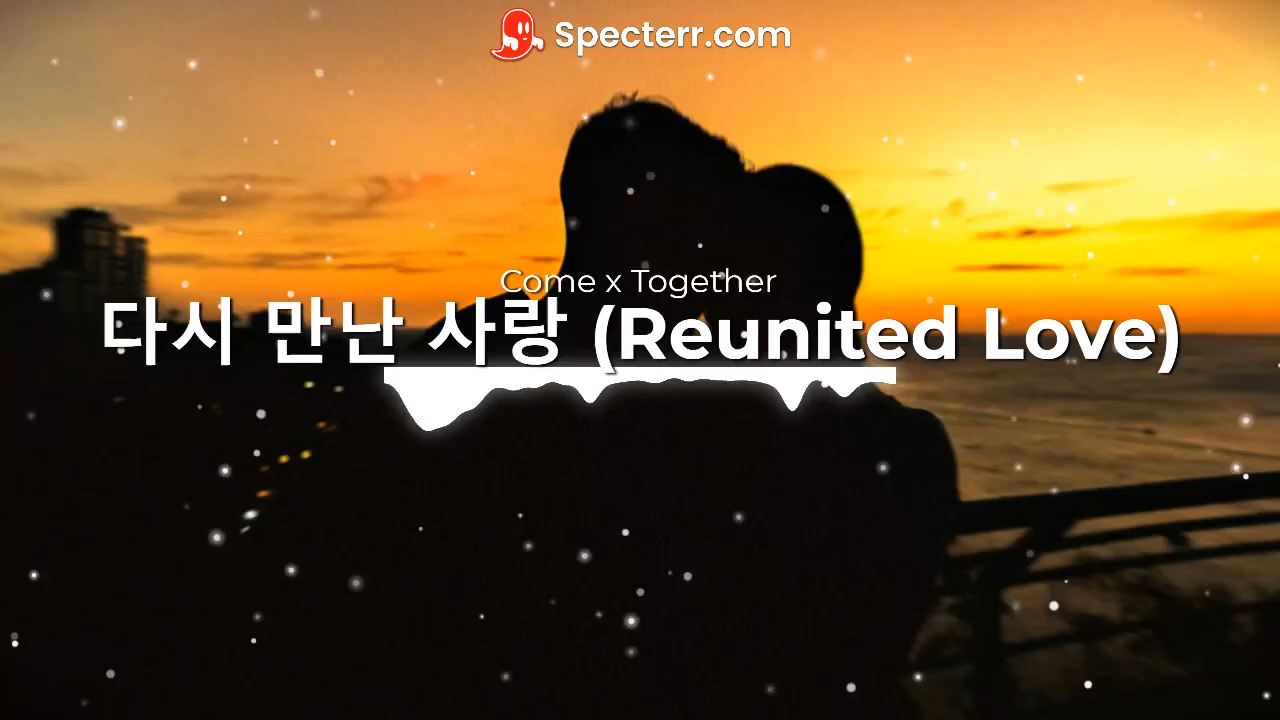 Specterr.com
Come x Together
다시 만난 사랑 (Reunited Love)